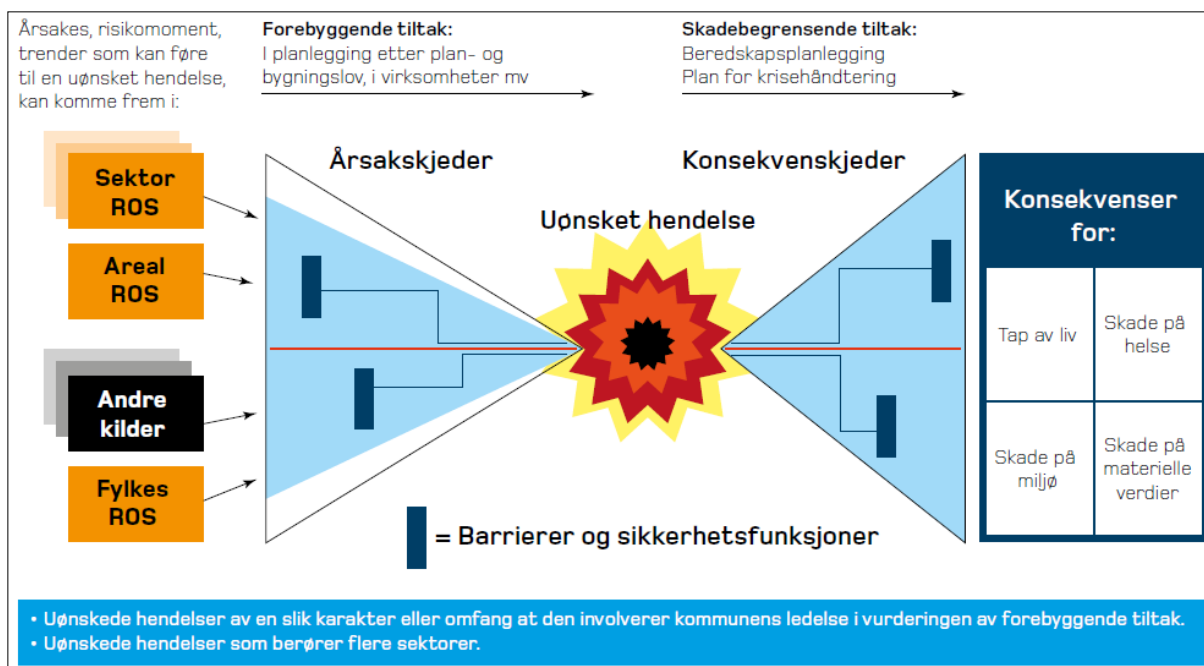 Årsakes, risikomoment,
trender som kan føre
til en uønsket hendelse,
kan komme frem i:
Forebyggende tiltak:
I planlegging etter plan- og
bygningslov, i virksomheter mv
Skadebegrensende tiltak:
Beredskapsplanlegging
Plan for krisehåndtering
Sektor
ROS
Areal
ROS
Andre
kilder
Fylkes
ROS
Årsakskjeder
Uønsket hendelse
Konsekvenskjeder
Konsekvenser
for:
Tap av liv
Skade på
helse
Skade på
miljø
Skade på
materielle
verdier
= Barrierer og sikkerhetsfunksjoner
• Uønskede hendelser av en slik karakter eller omfang at den involverer kommunens ledelse i vurderingen av forebyggende tiltak.
• Uønskede hendelser som berører flere sektorer.